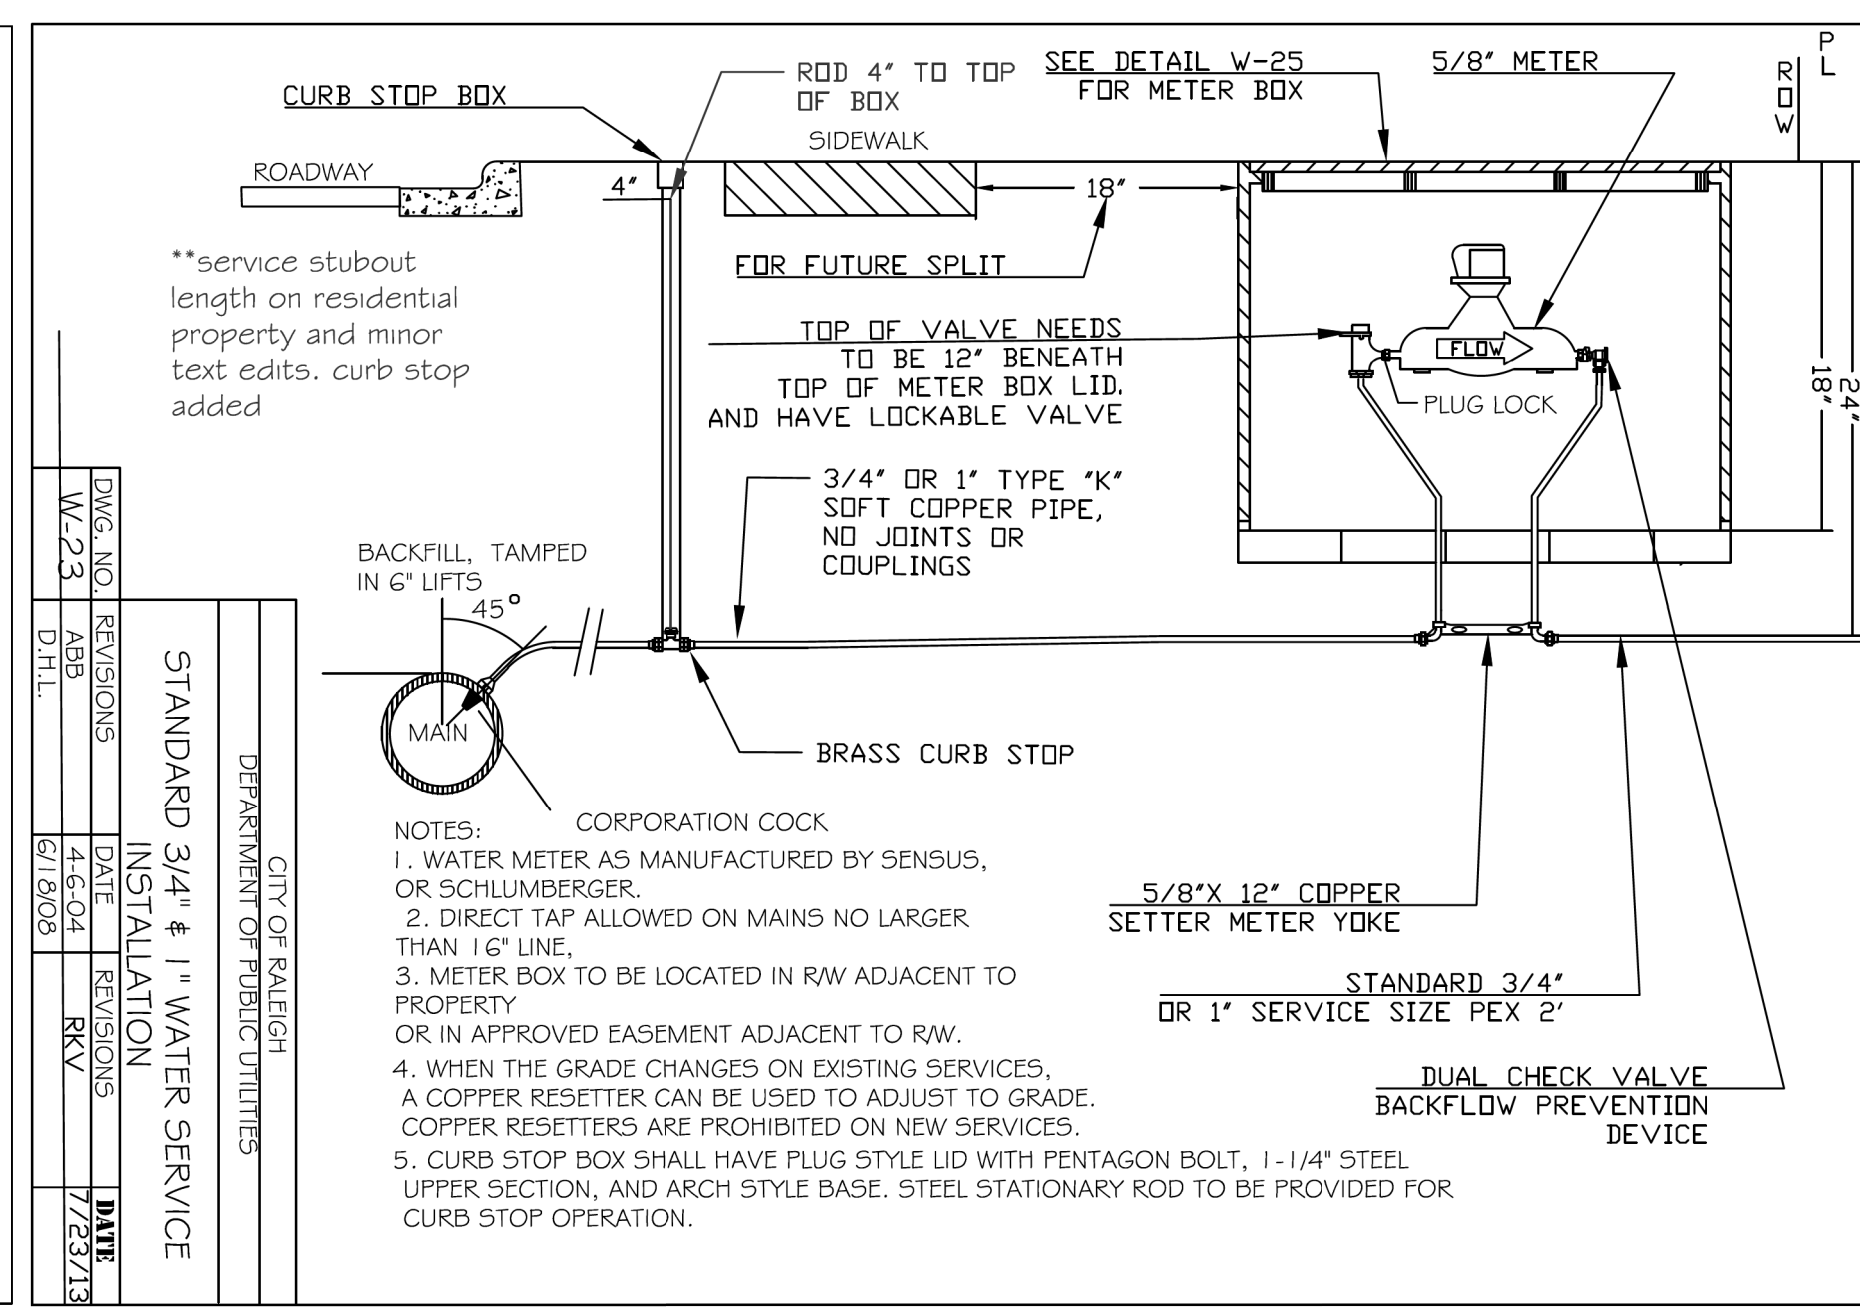 CURB STOP BOX
ROD 4" TO TOP
OF BOX
SEE DETAIL W-25
FOR METER BOX
5/8" METER
ROW
P
L
SIDEWALK
ROADWAY
4"
18"
FOR FUTURE SPLIT
**service stubout
length on residential
property and minor
text edits. curb stop
added
TOP OF VALVE NEEDS
TO BE 12" BENEATH
TOP OF METER BOX LID.
AND HAVE LOCKABLE VALVE
FLOW
PLUG LOCK
18"
24"
3/4" OR 1" TYPE "K"
SOFT COPPER PIPE,
NO JOINTS OR
COUPLINGS
BACKFILL, TAMPED
IN 6" LIFTS
45°
MAIN
BRASS CURB STOP
CORPORATION COCK
NOTES:
1. WATER METER AS MANUFACTURED BY SENSUS,
OR SCHLUMBERGER.
2. DIRECT TAP ALLOWED ON MAINS NO LARGER
THAN 16" LINE,
3. METER BOX TO BE LOCATED IN R/W ADJACENT TO
PROPERTY
OR IN APPROVED EASEMENT ADJACENT TO R/W.
4. WHEN THE GRADE CHANGES ON EXISTING SERVICES,
A COPPER RESETTER CAN BE USED TO ADJUST TO GRADE.
COPPER RESETTERS ARE PROHIBITED ON NEW SERVICES.
5. CURB STOP BOX SHALL HAVE PLUG STYLE LID WITH PENTAGON BOLT, 1-1/4" STEEL
UPPER SECTION, AND ARCH STYLE BASE. STEEL STATIONARY ROD TO BE PROVIDED FOR
CURB STOP OPERATION.
5/8"X 12" COPPER
SETTER METER YOKE
STANDARD 3/4"
OR 1" SERVICE SIZE PEX 2'
DUAL CHECK VALVE
BACKFLOW PREVENTION
DEVICE
CITY OF RALEIGH
DEPARTMENT OF PUBLIC UTILITIES
STANDARD 3/4" & 1" WATER SERVICE
INSTALLATION
DWG. NO. REVISIONS DATE REVISIONS DATE
W-23 ABB 4-6-04 RKV 7/23/13
D.H.L. 6/18/08